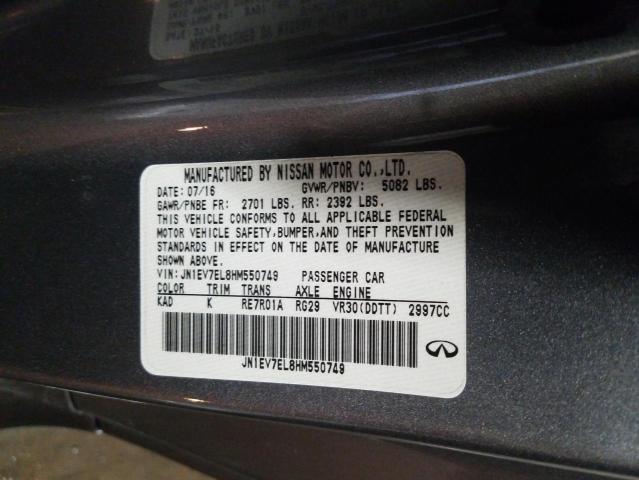 MANUFACTURED BY NISSAN MOTOR CO.,LTD.
DATE: 07/16 GVWR/PNBV: 5082 LBS.
GAWR/PNBE FR: 2701 LBS. RR: 2392 LBS.
THIS VEHICLE CONFORMS TO ALL APPLICABLE FEDERAL
MOTOR VEHICLE SAFETY,BUMPER,AND THEFT PREVENTION
STANDARDS IN EFFECT ON THE DATE OF MANUFACTURE
SHOWN ABOVE.
VIN: JN1EV7EL8HM550749 PASSENGER CAR
COLOR TRIM TRANS AXLE ENGINE
KAD K RE7R01A RG29 VR30(DDTT) 2997CC
JN1EV7EL8HM550749